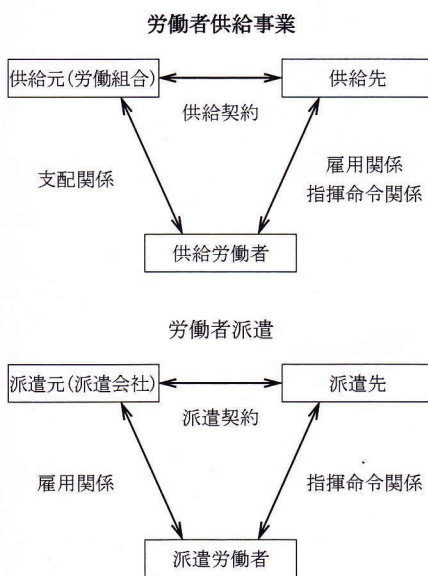 労働者供給事業
供給元(労働組合)
供給先
供給契約
支配関係
雇用関係
指揮命令関係
供給労働者
労働者派遣
派遣元(派遣会社)
派遣先
派遣契約
雇用関係
指揮命令関係
派遣労働者